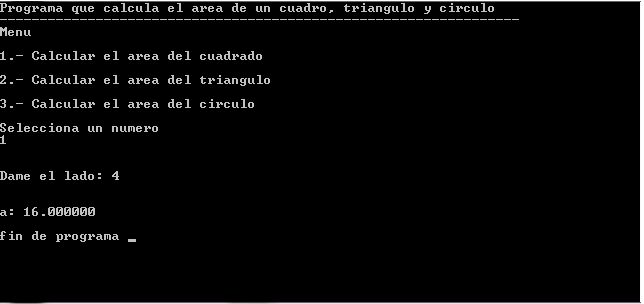 Programa que calcula el area de un cuadro, triangulo y circulo
-----------------------------------------------------------------
Menu
1.- Calcular el area del cuadrado
2.- Calcular el area del triangulo
3.- Calcular el area del circulo
Selecciona un numero
1
Dame el lado: 4
a: 16.000000
fin de programa _